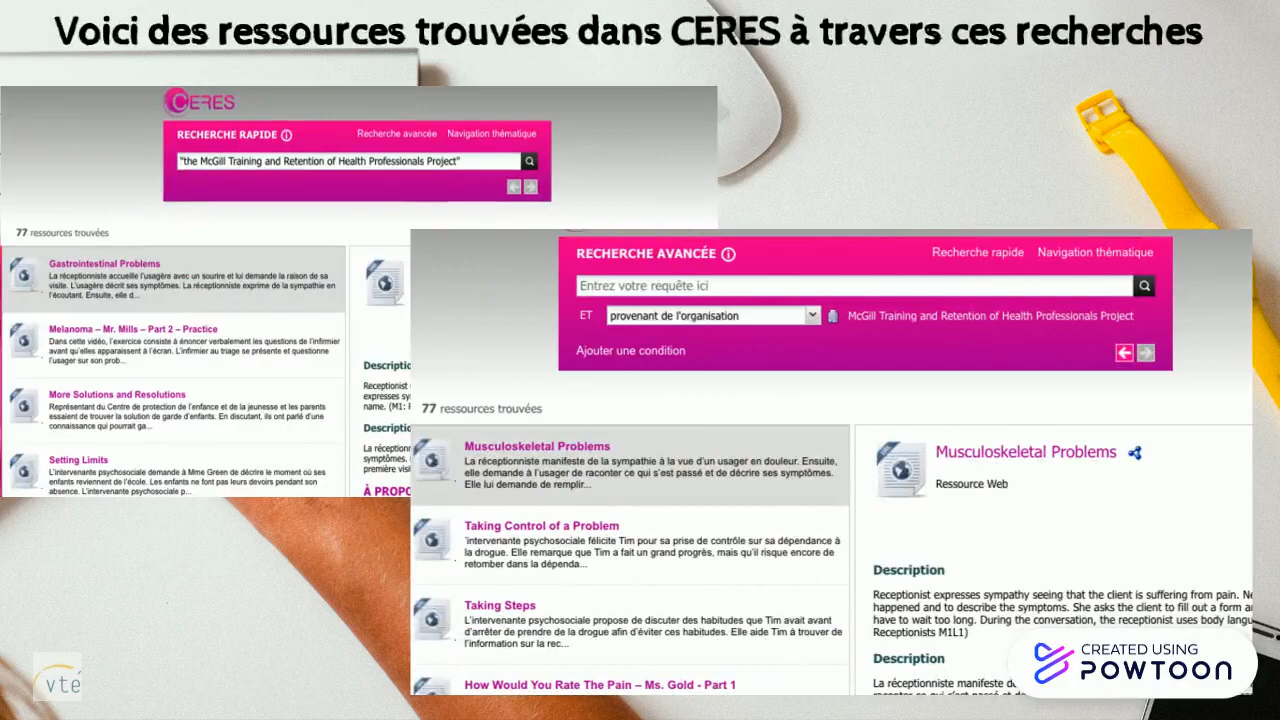 Voici des ressources trouvées dans CERES à travers ces recherches
CERES
RECHERCHE RAPIDE
Recherche avancée
Navigation thématique
"the McGill Training and Retention of Health Professionals Project"
77 ressources trouvées
Gastrointestinal Problems
La réceptionniste accueille l'usagère avec un sourire et lui demande la raison de sa
visite. L'usagère décrit ses symptômes. La réceptionniste exprime de la sympathie en
l'écoutant. Ensuite, elle d...
Melanoma – Mr. Mills – Part 2 – Practice
Dans cette vidéo, l'exercice consiste à énoncer verbalement les questions de l'infirmier
avant qu'elles apparaissent à l'écran. L'infirmier au triage se présente et questionne
l'usager sur son prob...
More Solutions and Resolutions
Représentant du Centre de protection de l'enfance et de la jeunesse et les parents
essaient de trouver la solution de garde d'enfants. En discutant, ils ont parlé d'une
connaissance qui pourrait ga...
Setting Limits
L'intervenante psychosociale demande à Mme Green de décrire le moment où ses
enfants reviennent de l'école. Les enfants ne font pas leurs devoirs pendant son
absence. L'intervenante psychosociale p...
Descripti
Receptionist
expresses sy
name. (M1:
Descripti
La réception
symptômes.
première visi
À PROPO
RECHERCHE AVANCÉE
Recherche rapide
Navigation thématique
Entrez votre requête ici
ET
provenant de l'organisation
McGill Training and Retention of Health Professionals Project
Ajouter une condition
77 ressources trouvées
Musculoskeletal Problems
La réceptionniste manifeste de la sympathie à la vue d'un usager en douleur. Ensuite,
elle demande à l'usager de raconter ce qui s'est passé et de décrire ses symptômes.
Elle lui demande de remplir...
Taking Control of a Problem
'intervenante psychosociale félicite Tim pour sa prise de contrôle sur sa dépendance à
la drogue. Elle remarque que Tim a fait un grand progrès, mais qu'il risque encore de
retomber dans la dépenda...
Taking Steps
L'intervenante psychosociale propose de discuter des habitudes que Tim avait avant
d'arrêter de prendre de la drogue afin d'éviter ces habitudes. Elle aide Tim à trouver de
l'information sur la rec...
How Would You Rate The Pain – Ms. Gold - Part 1
Musculoskeletal Problems
Ressource Web
Description
Receptionist expresses sympathy seeing that the client is suffering from pain. Ne
happened and to describe the symptoms. She asks the client to fill out a form a
have to wait too long. During the conversation, the receptionist uses body langu
Receptionists M1L1)
Description
La réceptionniste manifeste de
vté
CREATED USING
POWTOON